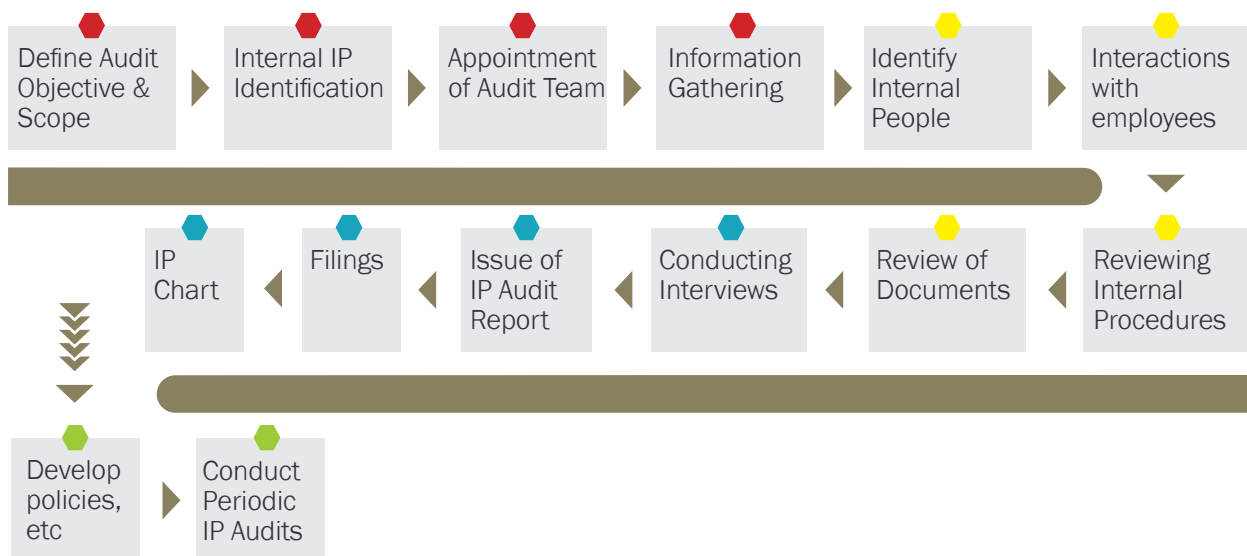 Define Audit
Objective &
Scope
Internal IP
Identification
Appointment
of Audit Team
Information
Gathering
Identify
Internal
People
Interactions
with
employees
Reviewing
Internal
Procedures
Review of
Documents
Conducting
Interviews
Issue of
IP Audit
Report
Filings
IP
Chart
Develop
policies,
etc
Conduct
Periodic
IP Audits